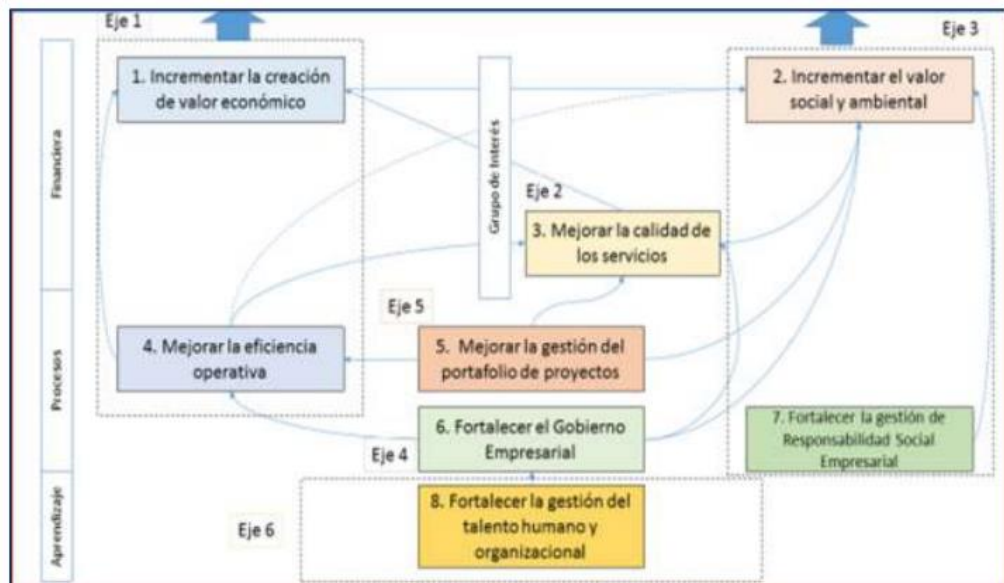 Eje 1
Eje 3
Financiera
1. Incrementar la creación
de valor económico
Grupo de Interés
2. Incrementar el valor
social y ambiental
Eje 2
3. Mejorar la calidad de
los servicios
Procesos
Eje 5
4. Mejorar la eficiencia
operativa
5. Mejorar la gestión del
portafolio de proyectos
6. Fortalecer el Gobierno
Empresarial
7. Fortalecer la gestión de
Responsabilidad Social
Empresarial
Eje 4
Aprendizaje
Eje 6
8. Fortalecer la gestión del
talento humano y
organizacional